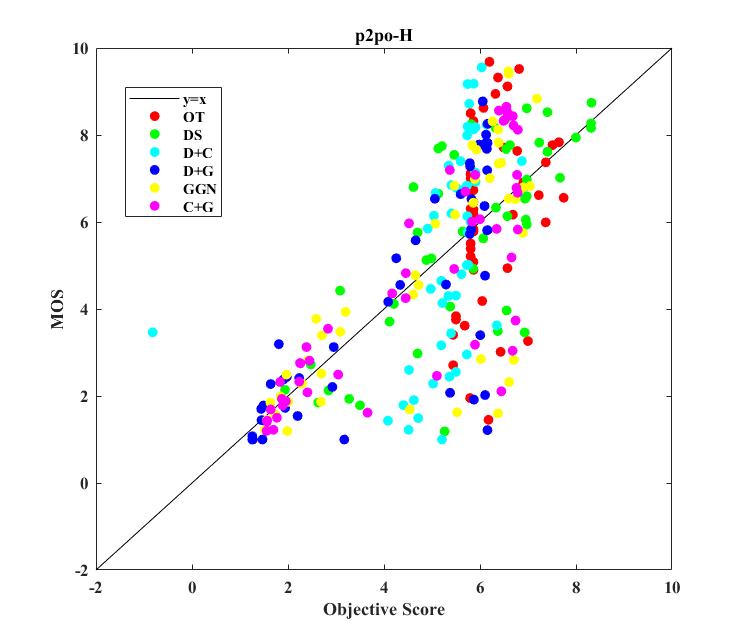 p2po-H
10
8
6
4
2
0
-2
MOS
y=x
OT
DS
D+C
D+G
GGN
C+G
-2 0 2 4 6 8 10
Objective Score